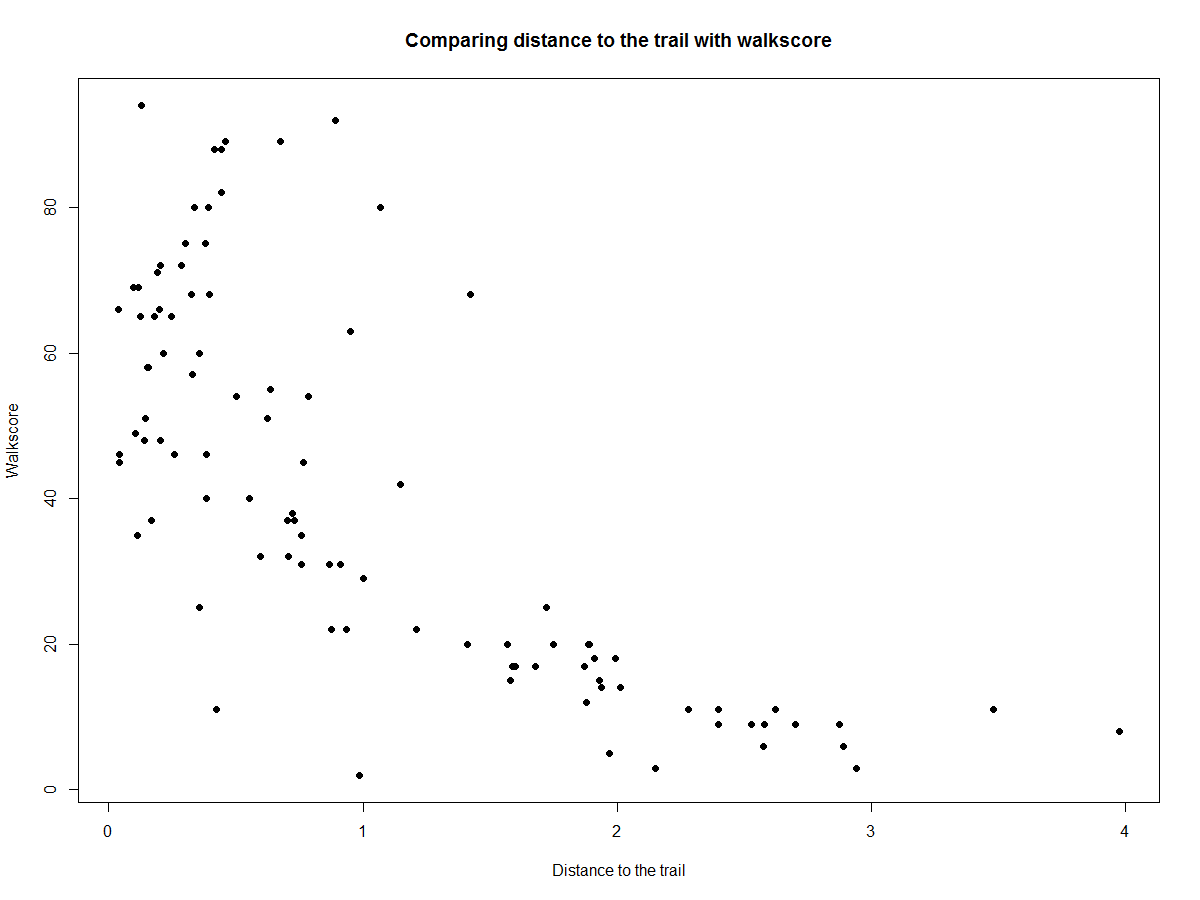 Comparing distance to the trail with walkscore
Walkscore
80
60
40
20
0
0 1 2 3 4
Distance to the trail